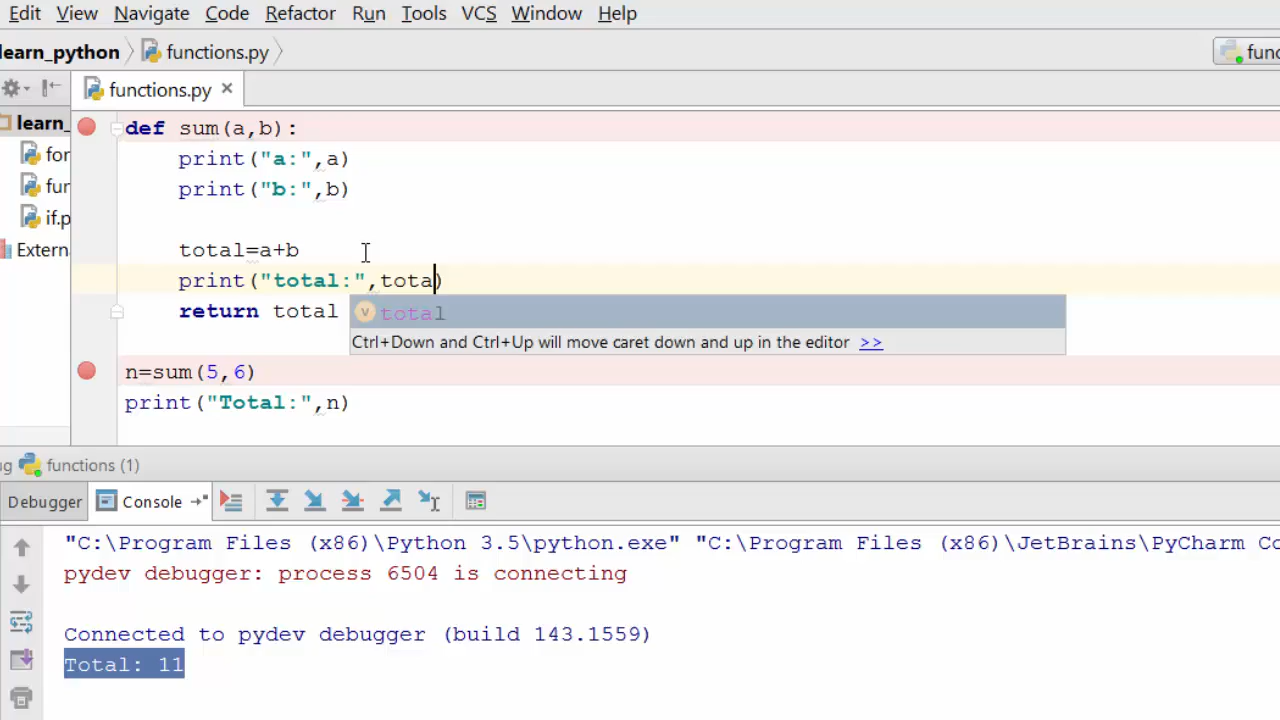 Edit View Navigate Code Refactor Run Tools VCS Window Help
learn_python functions.py func
functions.py
learn_
for
fun
if.p
Extern
def sum(a,b):
print("a:",a)
print("b:",b)
total=a+b
print("total:",tota)
return total
v total
Ctrl+Down and Ctrl+Up will move caret down and up in the editor >>
n=sum(5,6)
print("Total:",n)
ug functions (1)
Debugger Console
"C:\Program Files (x86)\Python 3.5\python.exe" "C:\Program Files (x86)\JetBrains\PyCharm Co
pydev debugger: process 6504 is connecting
Connected to pydev debugger (build 143.1559)
Total: 11